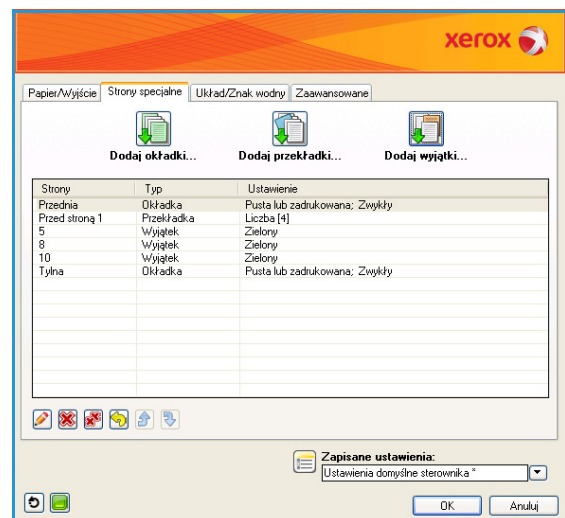 xerox
Papier/Wyjście Strony specjalne Układ/Znak wodny Zaawansowane
Dodaj okładki... Dodaj przekładki... Dodaj wyjątki...
Strony Typ Ustawienie
Przednia Okładka Pusta lub zadrukowana; Zwykły
Przed stroną 1 Przekładka Liczba [4]
5 Wyjątek Zielony
8 Wyjątek Zielony
10 Wyjątek Zielony
Tylna Okładka Pusta lub zadrukowana; Zwykły
Zapisane ustawienia:
Ustawienia domyślne sterownika *
OK Anuluj